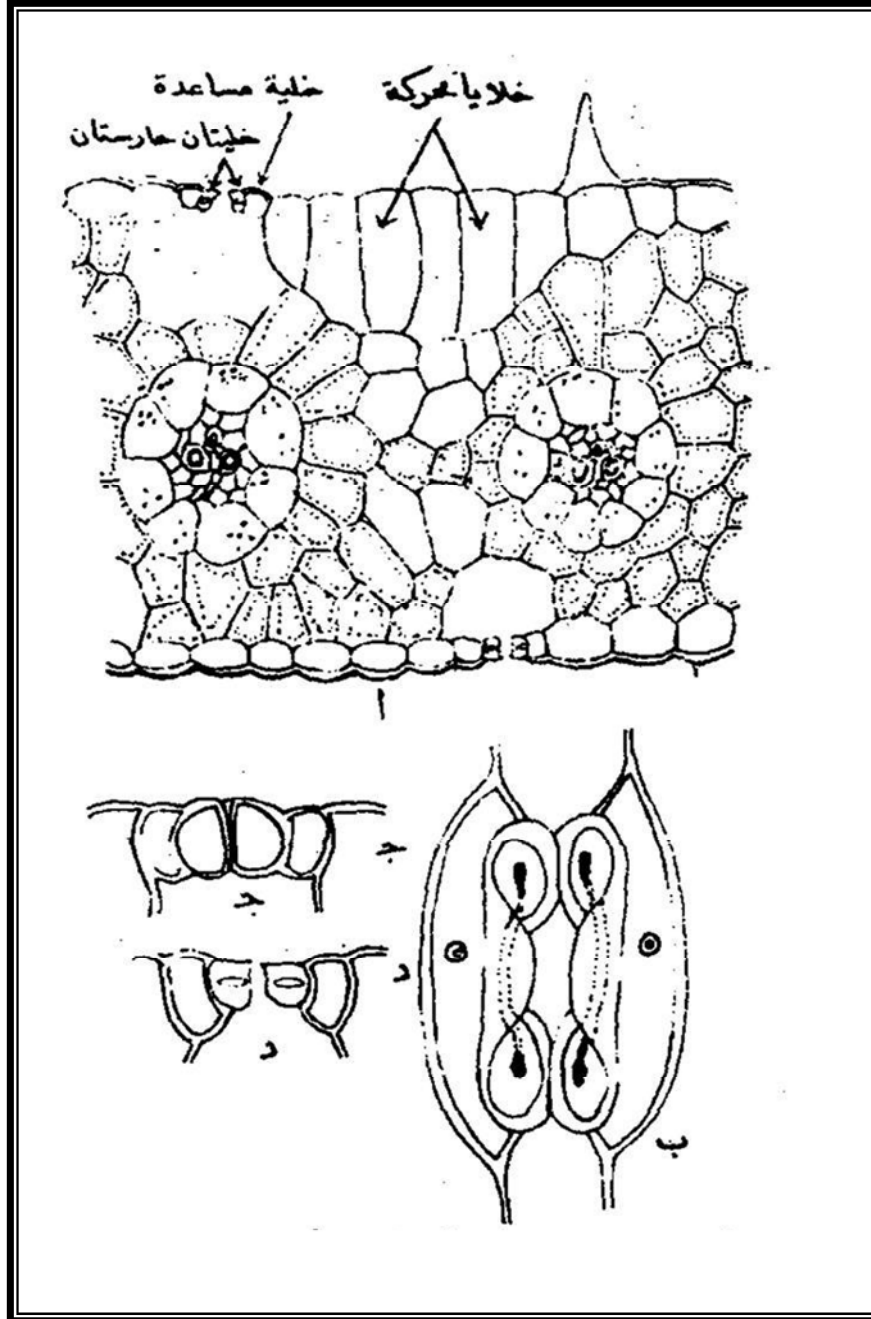 خلية مساعدة
خلايا محركة
خليتان حارستان
ا
ج
ج
د
د
ب